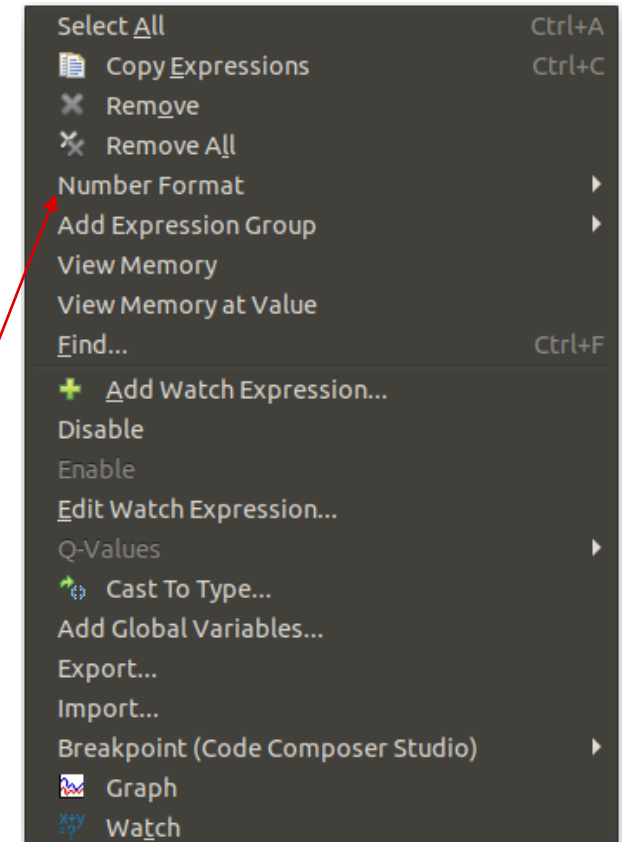 Select All Ctrl+A
Copy Expressions Ctrl+C
Remove
Remove All
Number Format
Add Expression Group
View Memory
View Memory at Value
Find... Ctrl+F
Add Watch Expression...
Disable
Enable
Edit Watch Expression...
Q-Values
Cast To Type...
Add Global Variables...
Export...
Import...
Breakpoint (Code Composer Studio)
Graph
x+y
=?
Watch